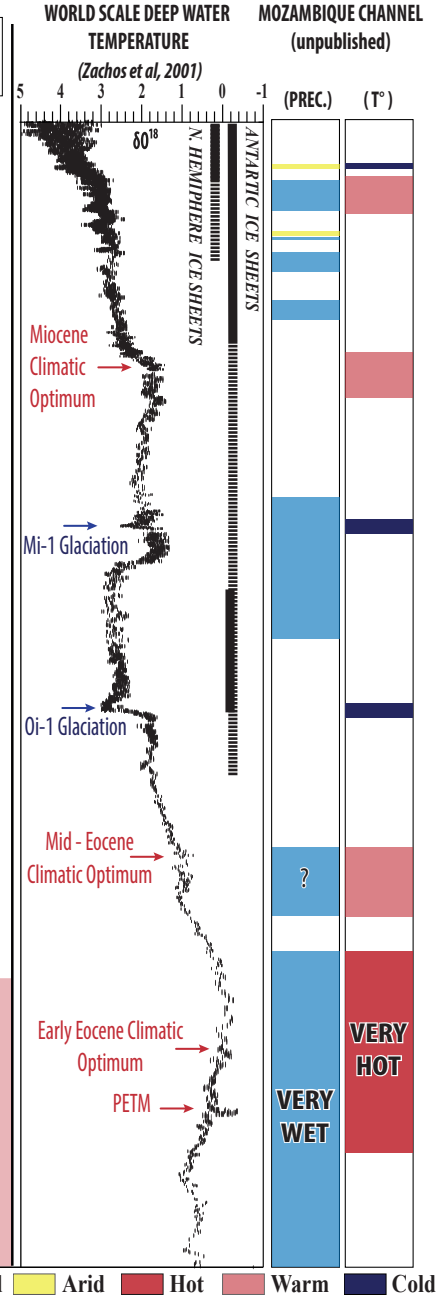 WORLD SCALE DEEP WATER
TEMPERATURE
(Zachos et al, 2001)
MOZAMBIQUE CHANNEL
(unpublished)
(PREC.)
(T°)
5 4 3 2 1 0 -1
δO¹⁸
N. HEMIPHERE ICE SHEETS
ANTARTIC ICE SHEETS
Miocene
Climatic
Optimum
Mi-1 Glaciation
Oi-1 Glaciation
Mid - Eocene
Climatic Optimum
?
Early Eocene Climatic
Optimum
PETM
VERY
WET
VERY
HOT
Arid
Hot
Warm
Cold